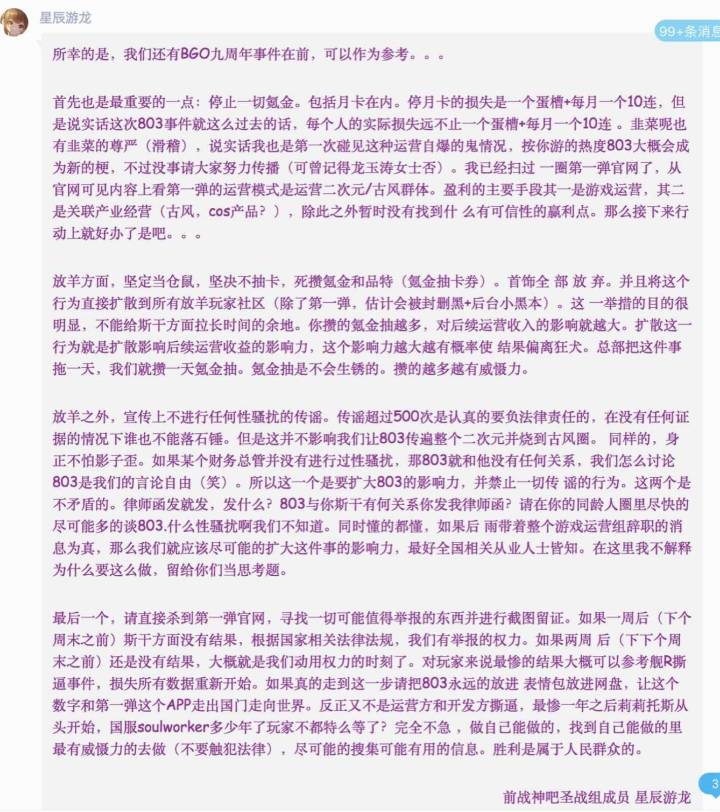 星辰游龙
99+条消息
所幸的是，我们还有BGO九周年事件在前，可以作为参考。。。
首先也是最重要的一点：停止一切氪金。包括月卡在内。停月卡的损失是一个蛋槽+每月一个10连，但
是说实话这次803事件就这么过去的话，每个人的实际损失远不止一个蛋槽+每月一个10连 。韭菜呢也
有韭菜的尊严（滑稽），说实话我也是第一次碰见这种运营自爆的鬼情况，按你游的热度803大概会成
为新的梗，不过没事请大家努力传播（可曾记得龙玉涛女士否）。我已经扫过 一圈第一弹官网了，从
官网可见内容上看第一弹的运营模式是运营二次元/古风群体。盈利的主要手段其一是游戏运营，其二
是关联产业经营（古风，cos产品？），除此之外暂时没有找到什 么有可信性的赢利点。那么接下来行
动上就好办了是吧。。。
放羊方面，坚定当仓鼠，坚决不抽卡，死攒氪金和品特（氪金抽卡券）。首饰全 部 放 弃。并且将这个
行为直接扩散到所有放羊玩家社区（除了第一弹，估计会被封删黑+后台小黑本）。这 一举措的目的很
明显，不能给斯干方面拉长时间的余地。你攒的氪金抽越多，对后续运营收入的影响就越大。扩散这一
行为就是扩散影响后续运营收益的影响力，这个影响力越大越有概率使 结果偏离狂犬。总部把这件事
拖一天，我们就攒一天氪金抽。氪金抽是不会生锈的。攒的越多越有威慑力。
放羊之外，宣传上不进行任何性骚扰的传谣。传谣超过500次是认真的要负法律责任的，在没有任何证
据的情况下谁也不能落石锤。但是这并不影响我们让803传遍整个二次元并烧到古风圈。 同样的，身
正不怕影子歪。如果某个财务总管并没有进行过性骚扰，那803就和他没有任何关系，我们怎么讨论
803是我们的言论自由（笑）。所以这一个是要扩大803的影响力，并禁止一切传 谣的行为。这两个是
不矛盾的。律师函发就发，发什么？803与你斯干有何关系你发我律师函？请在你的同龄人圈里尽快的
尽可能多的谈803.什么性骚扰啊我们不知道。同时懂的都懂，如果后 雨带着整个游戏运营组辞职的消
息为真，那么我们就应该尽可能的扩大这件事的影响力，最好全国相关从业人士皆知。在这里我不解释
为什么要这么做，留给你们当思考题。
最后一个，请直接杀到第一弹官网，寻找一切可能值得举报的东西并进行截图留证。如果一周后（下个
周末之前）斯干方面没有结果，根据国家相关法律法规，我们有举报的权力。如果两周 后（下下个周
末之前）还是没有结果，大概就是我们动用权力的时刻了。对玩家来说最惨的结果大概可以参考舰R撕
逼事件，损失所有数据重新开始。如果真的走到这一步请把803永远的放进 表情包放进网盘，让这个
数字和第一弹这个APP走出国门走向世界。反正又不是运营方和开发方撕逼，最惨一年之后莉莉托斯从
头开始，国服soulworker多少年了玩家不都特么等了？完全不急 ，做自己能做的，找到自己能做的里
最有威慑力的去做（不要触犯法律），尽可能的搜集可能有用的信息。胜利是属于人民群众的。
前战神吧圣战组成员 星辰游龙
3